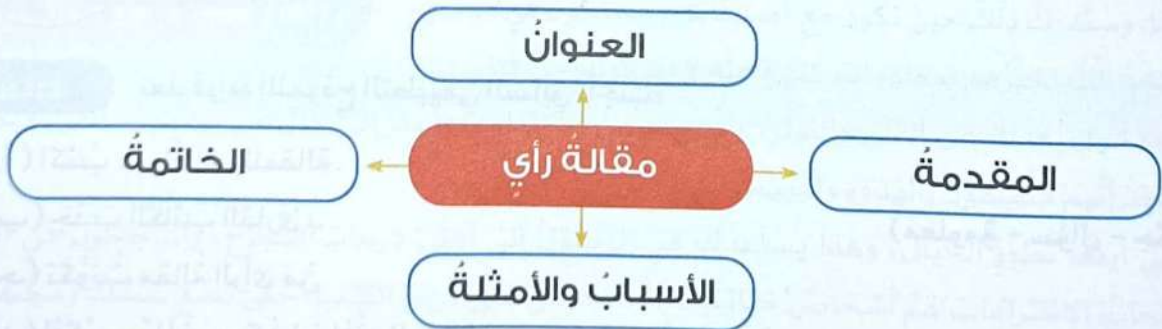 العنوانُ
المقدمةُ
مقالةُ رأيٍ
الخاتمةُ
الأسبابُ والأمثلةُ